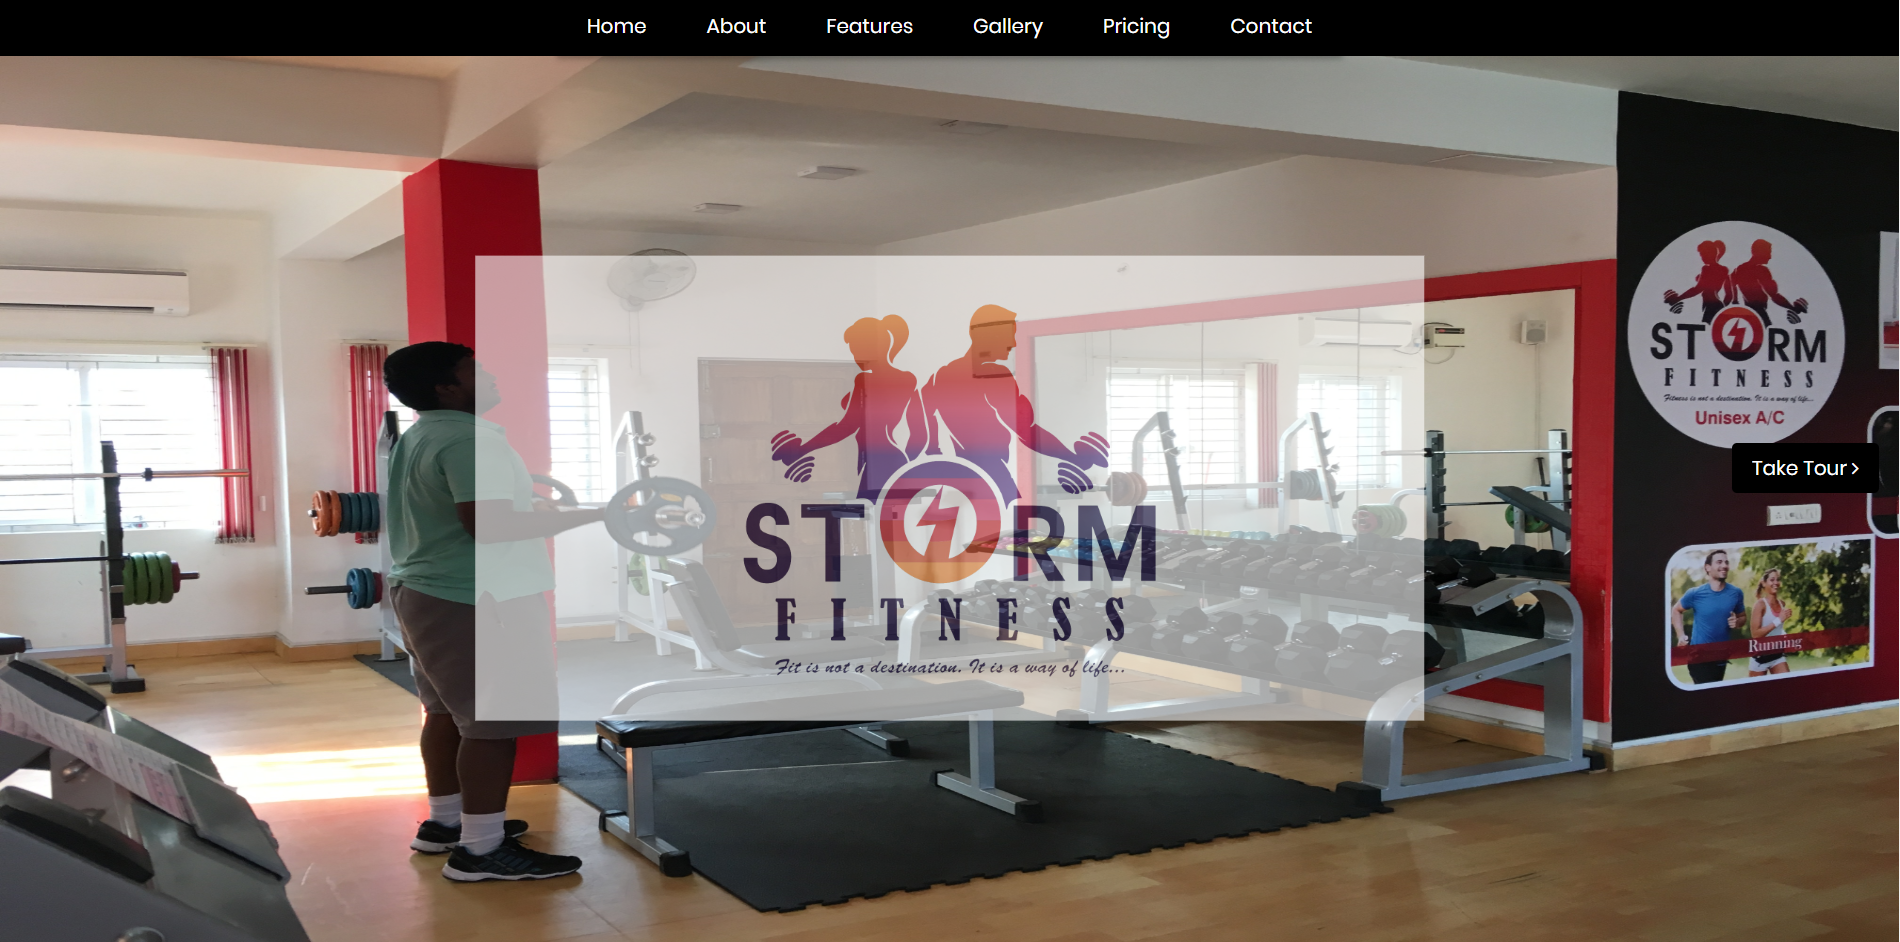 Home About Features Gallery Pricing Contact
STORM
FITNESS
Fit is not a destination. It is a way of life...
STORM
FITNESS
Fitness is not a destination. It is a way of life...
Unisex A/C
Take Tour >
Running